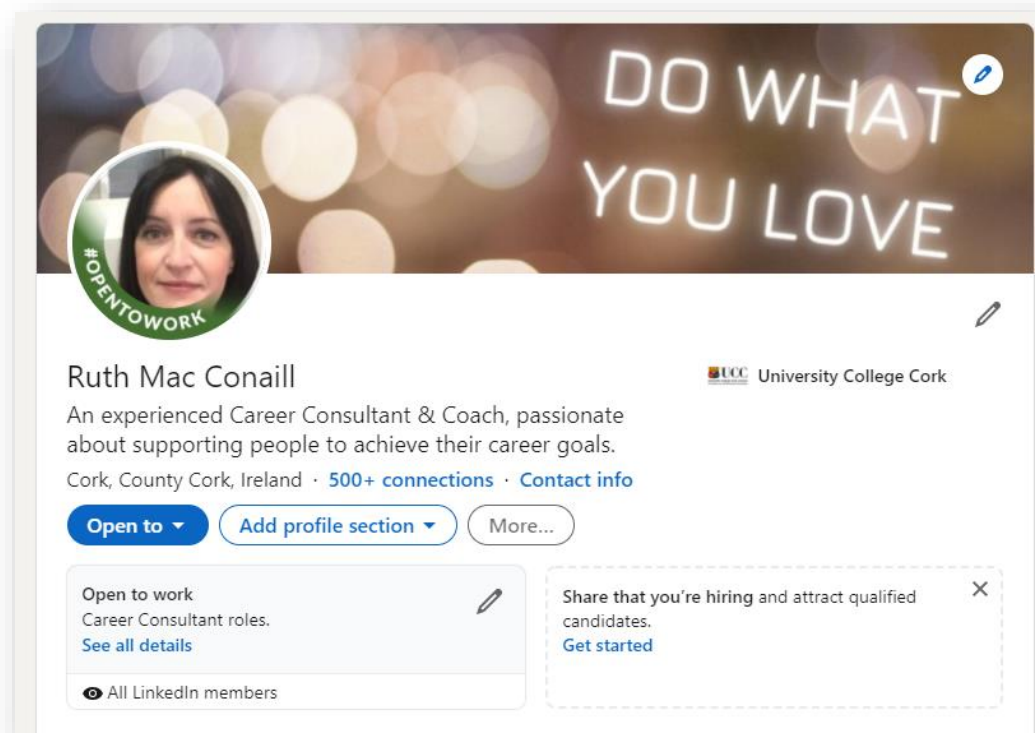 DO WHAT
YOU LOVE
#OPENTOWORK
Ruth Mac Conaill
UCC University College Cork
An experienced Career Consultant & Coach, passionate
about supporting people to achieve their career goals.
Cork, County Cork, Ireland · 500+ connections · Contact info
Open to
Add profile section
More...
Open to work
Career Consultant roles.
See all details
All LinkedIn members
Share that you're hiring and attract qualified
candidates.
Get started